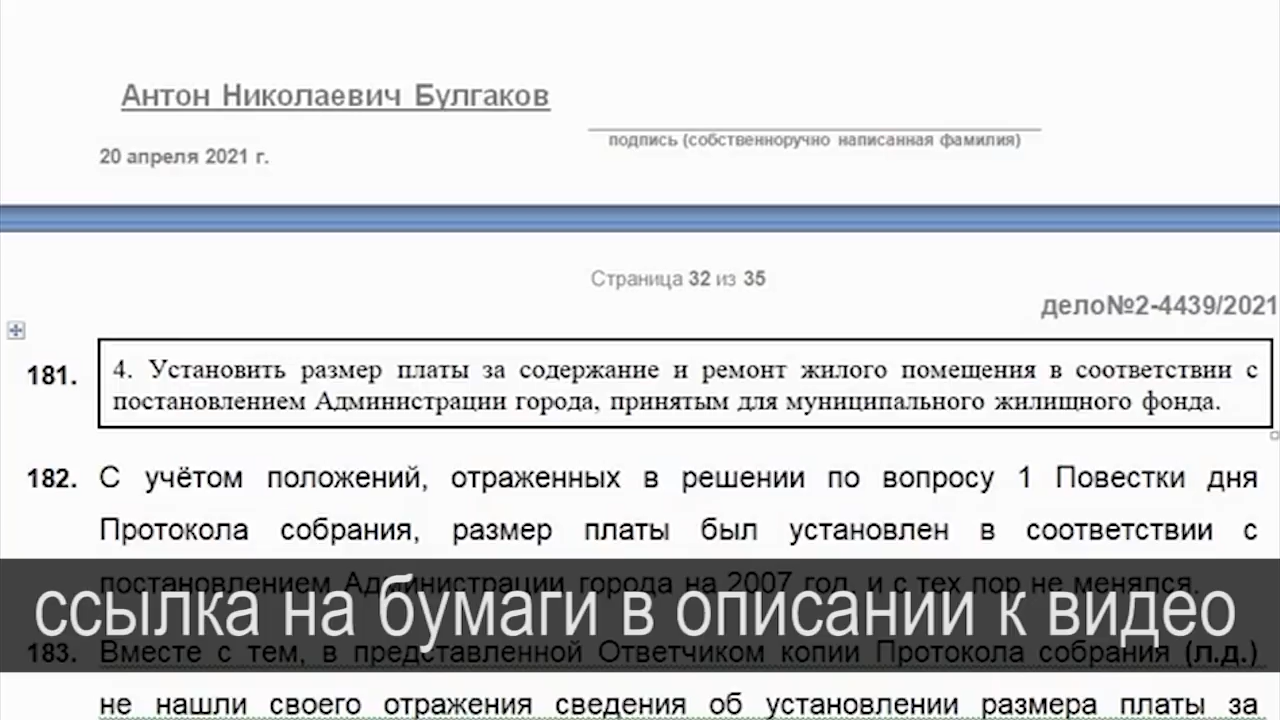 Антон Николаевич Булгаков
подпись (собственноручно написанная фамилия)
20 апреля 2021 г.
Страница 32 из 35
дело№2-4439/2021
181. 4. Установить размер платы за содержание и ремонт жилого помещения в соответствии с
постановлением Администрации города, принятым для муниципального жилищного фонда.
182. С учётом положений, отраженных в решении по вопросу 1 Повестки дня
Протокола собрания, размер платы был установлен в соответствии с
постановлением Администрации города на 2007 год, и с тех пор не менялся.
ссылка на бумаги в описании к видео
183. Вместе с тем, в представленной Ответчиком копии Протокола собрания (л.д.)
не нашли своего отражения сведения об установлении размера платы за